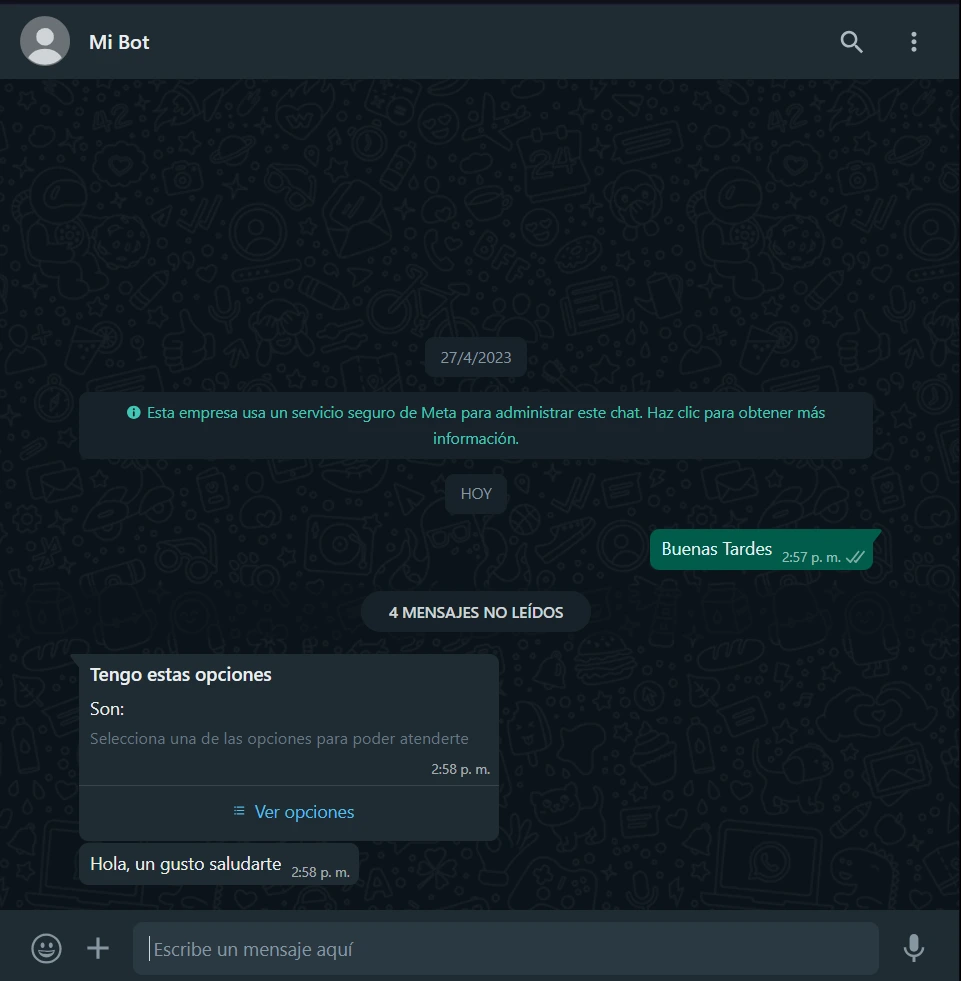 Mi Bot
27/4/2023
Esta empresa usa un servicio seguro de Meta para administrar este chat. Haz clic para obtener más
información.
HOY
Buenas Tardes 2:57 p. m.
4 MENSAJES NO LEÍDOS
Tengo estas opciones
Son:
Selecciona una de las opciones para poder atenderte
2:58 p. m.
Ver opciones
Hola, un gusto saludarte 2:58 p. m.
Escribe un mensaje aquí